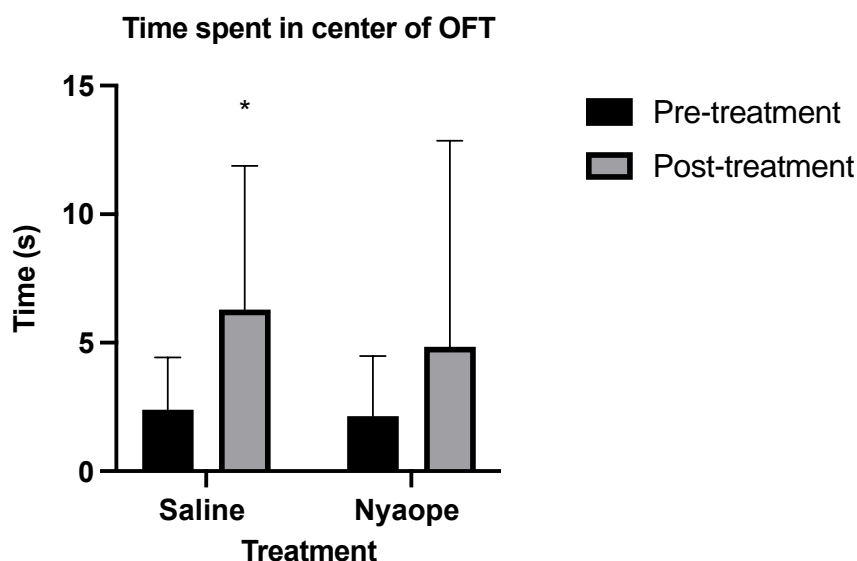 Time spent in center of OFT
15
*
10
5
0
Time (s)
Saline
Nyaope
Treatment
Pre-treatment
Post-treatment